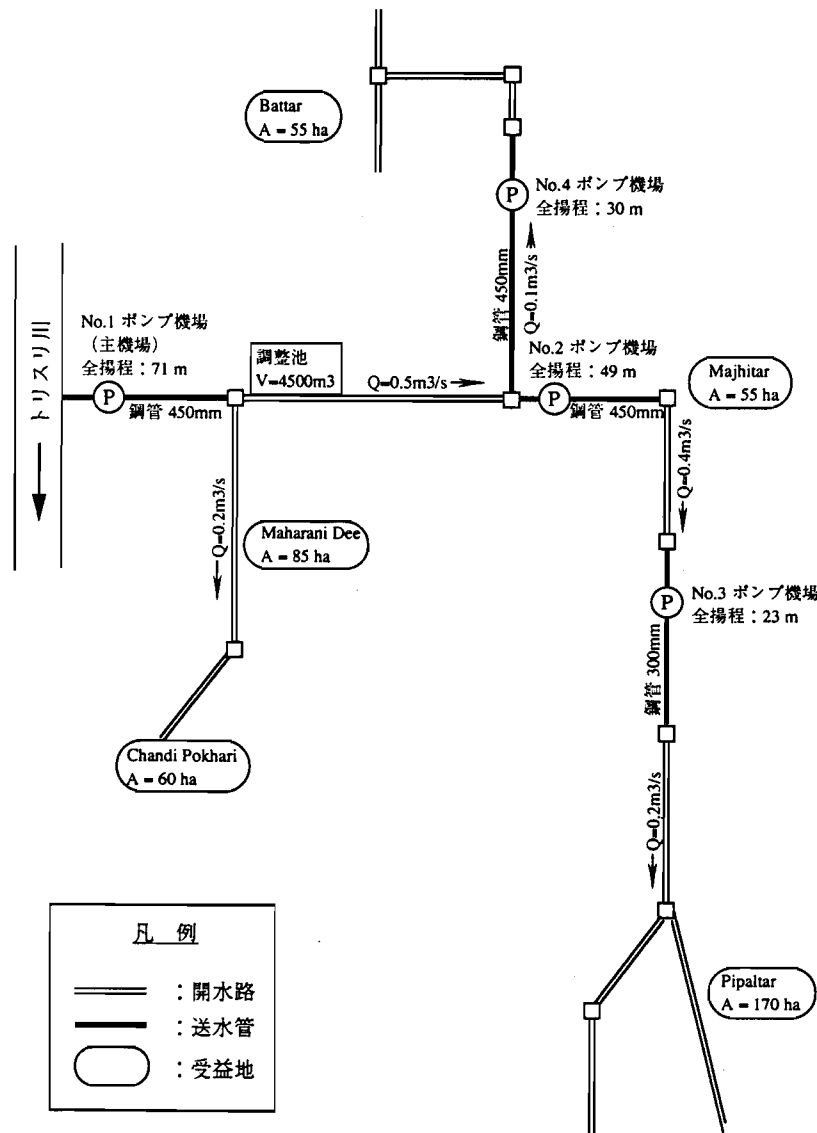 Battar
A = 55 ha
No.4 ポンプ機場
全揚程：30 m
鋼管 450mm
Q=0.1m3/s
トリスリ川
No.1 ポンプ機場
（主機場）
全揚程：71 m
P
鋼管 450mm
調整池
V=4500m3
Q=0.5m3/s
No.2 ポンプ機場
全揚程：49 m
P
鋼管 450mm
P
Majhitar
A = 55 ha
Q=0.4m3/s
Q=0.2m3/s
Maharani Dee
A = 85 ha
No.3 ポンプ機場
全揚程：23 m
P
鋼管 300mm
Chandi Pokhari
A = 60 ha
Q=0.2m3/s
Pipaltar
A = 170 ha
凡 例
：開水路
：送水管
：受益地